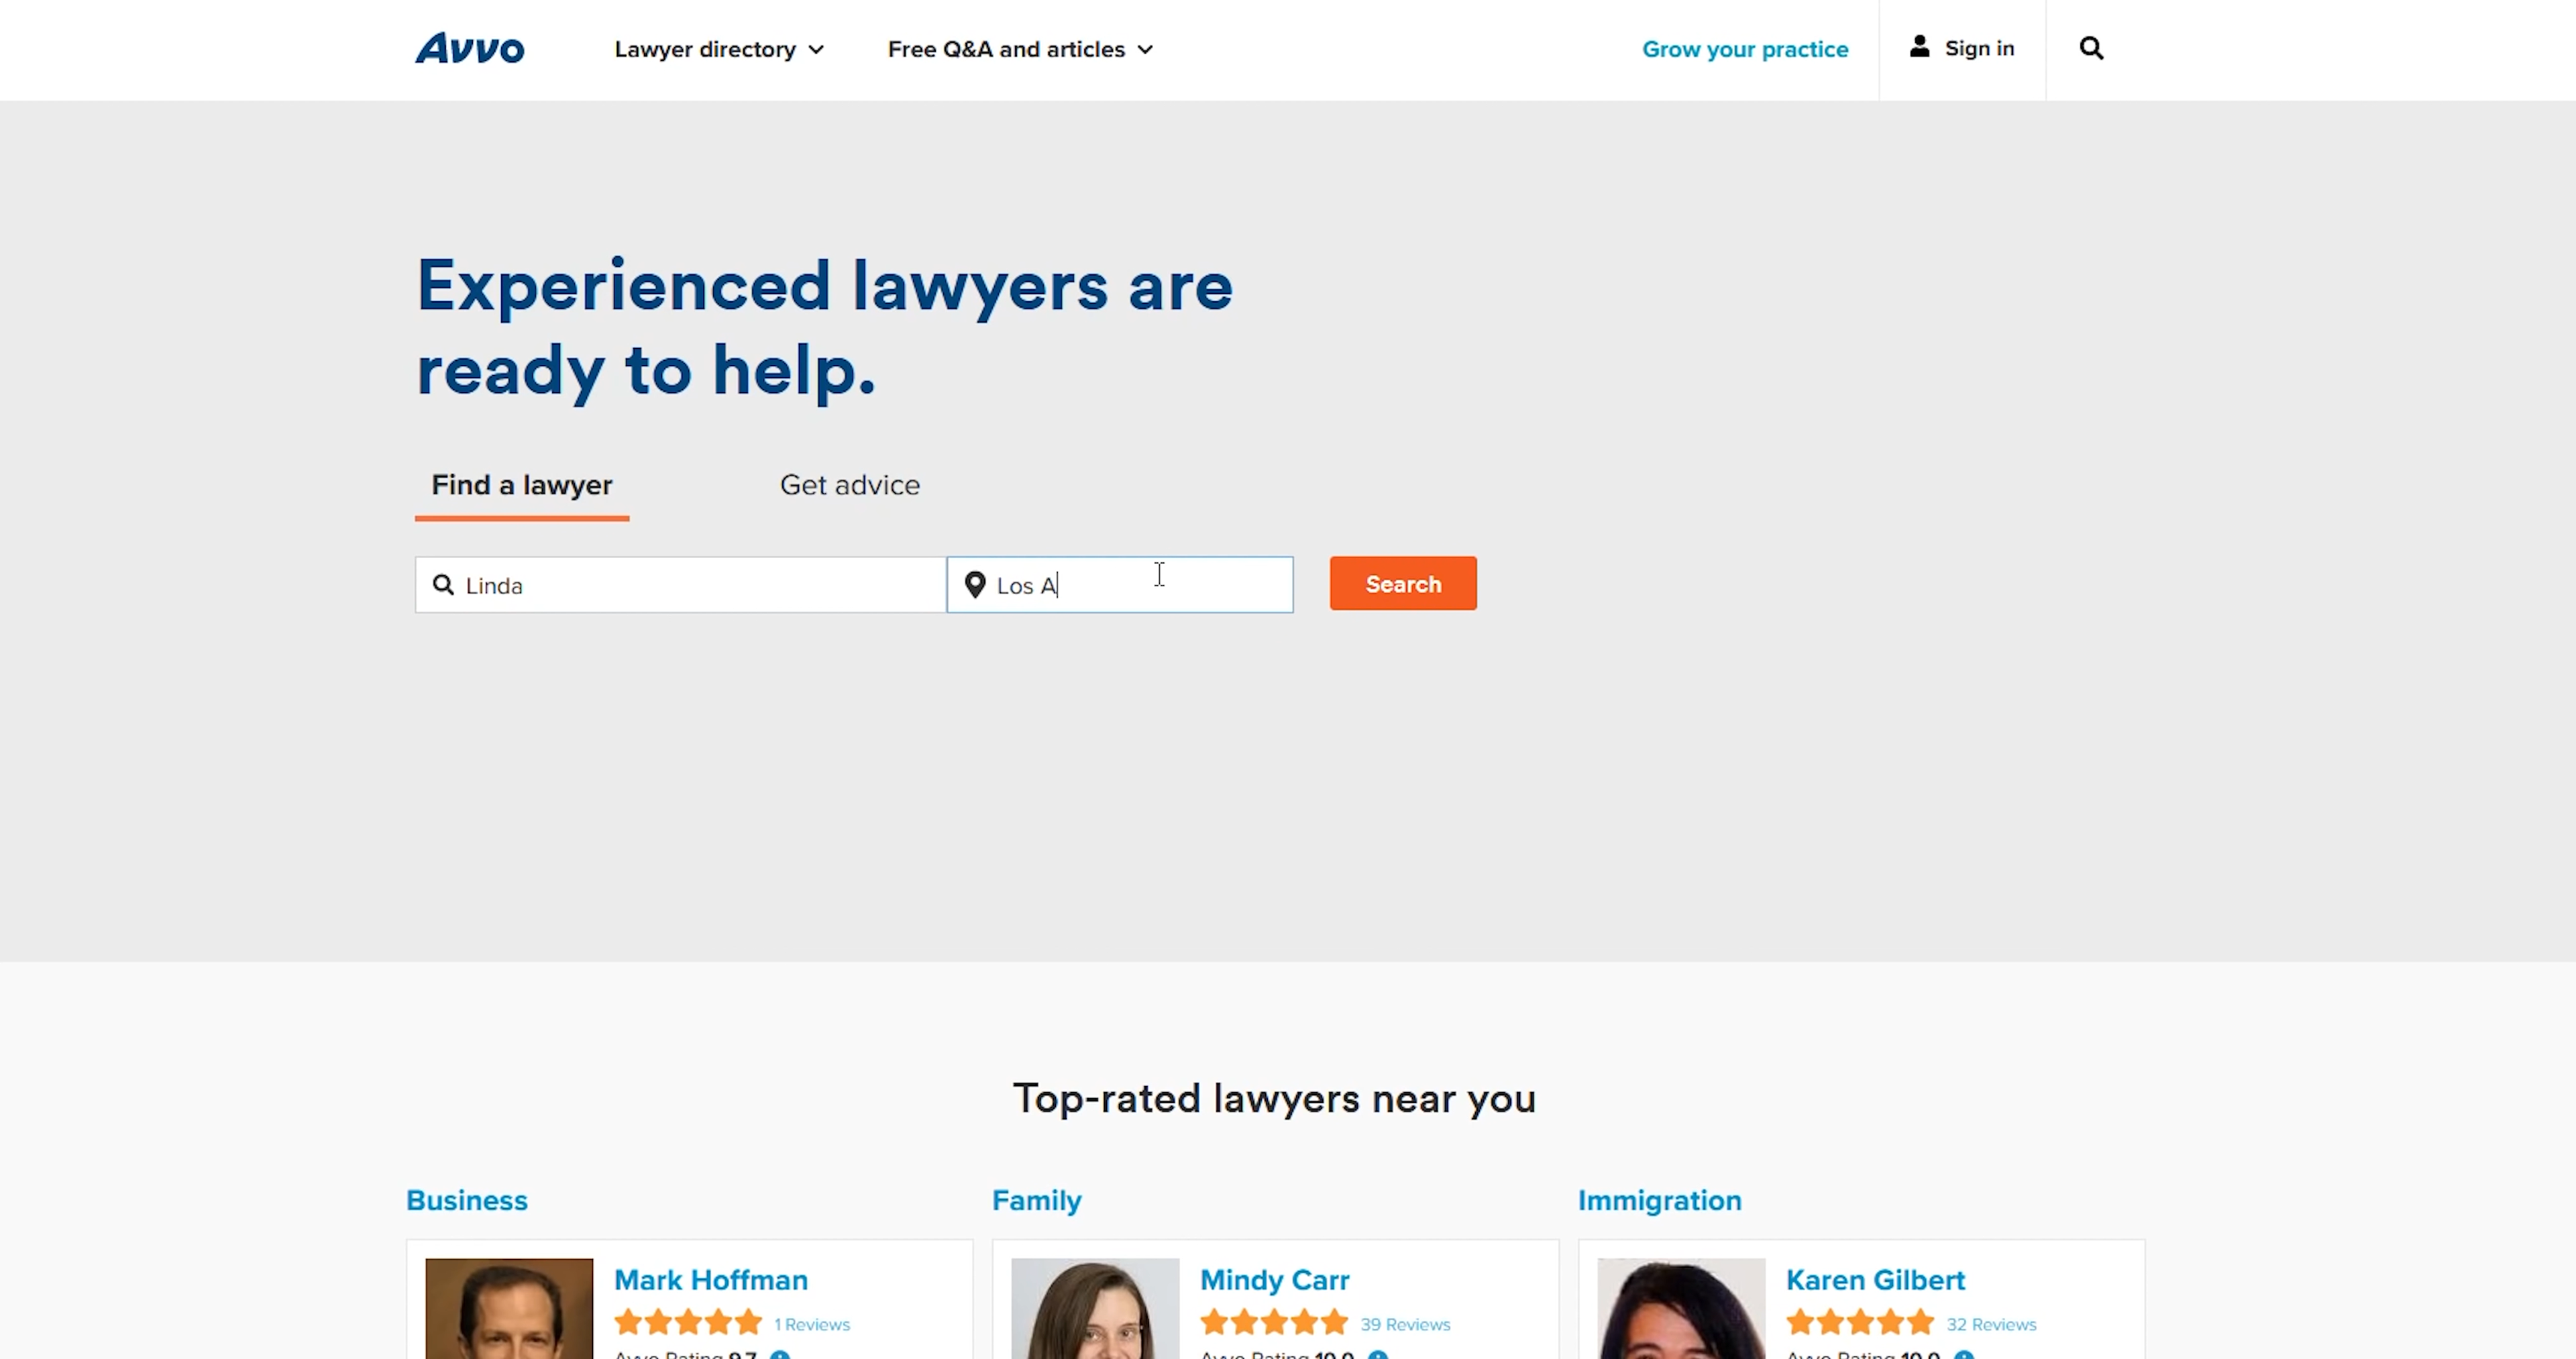 Avvo
Lawyer directory
Free Q&A and articles
Grow your practice
Sign in
Experienced lawyers are
ready to help.
Find a lawyer
Get advice
Linda
Los A
Search
Top-rated lawyers near you
Business
Family
Immigration
Mark Hoffman
1 Reviews
Avvo Rating 9.7
Mindy Carr
39 Reviews
Avvo Rating 10.0
Karen Gilbert
32 Reviews
Avvo Rating 10.0